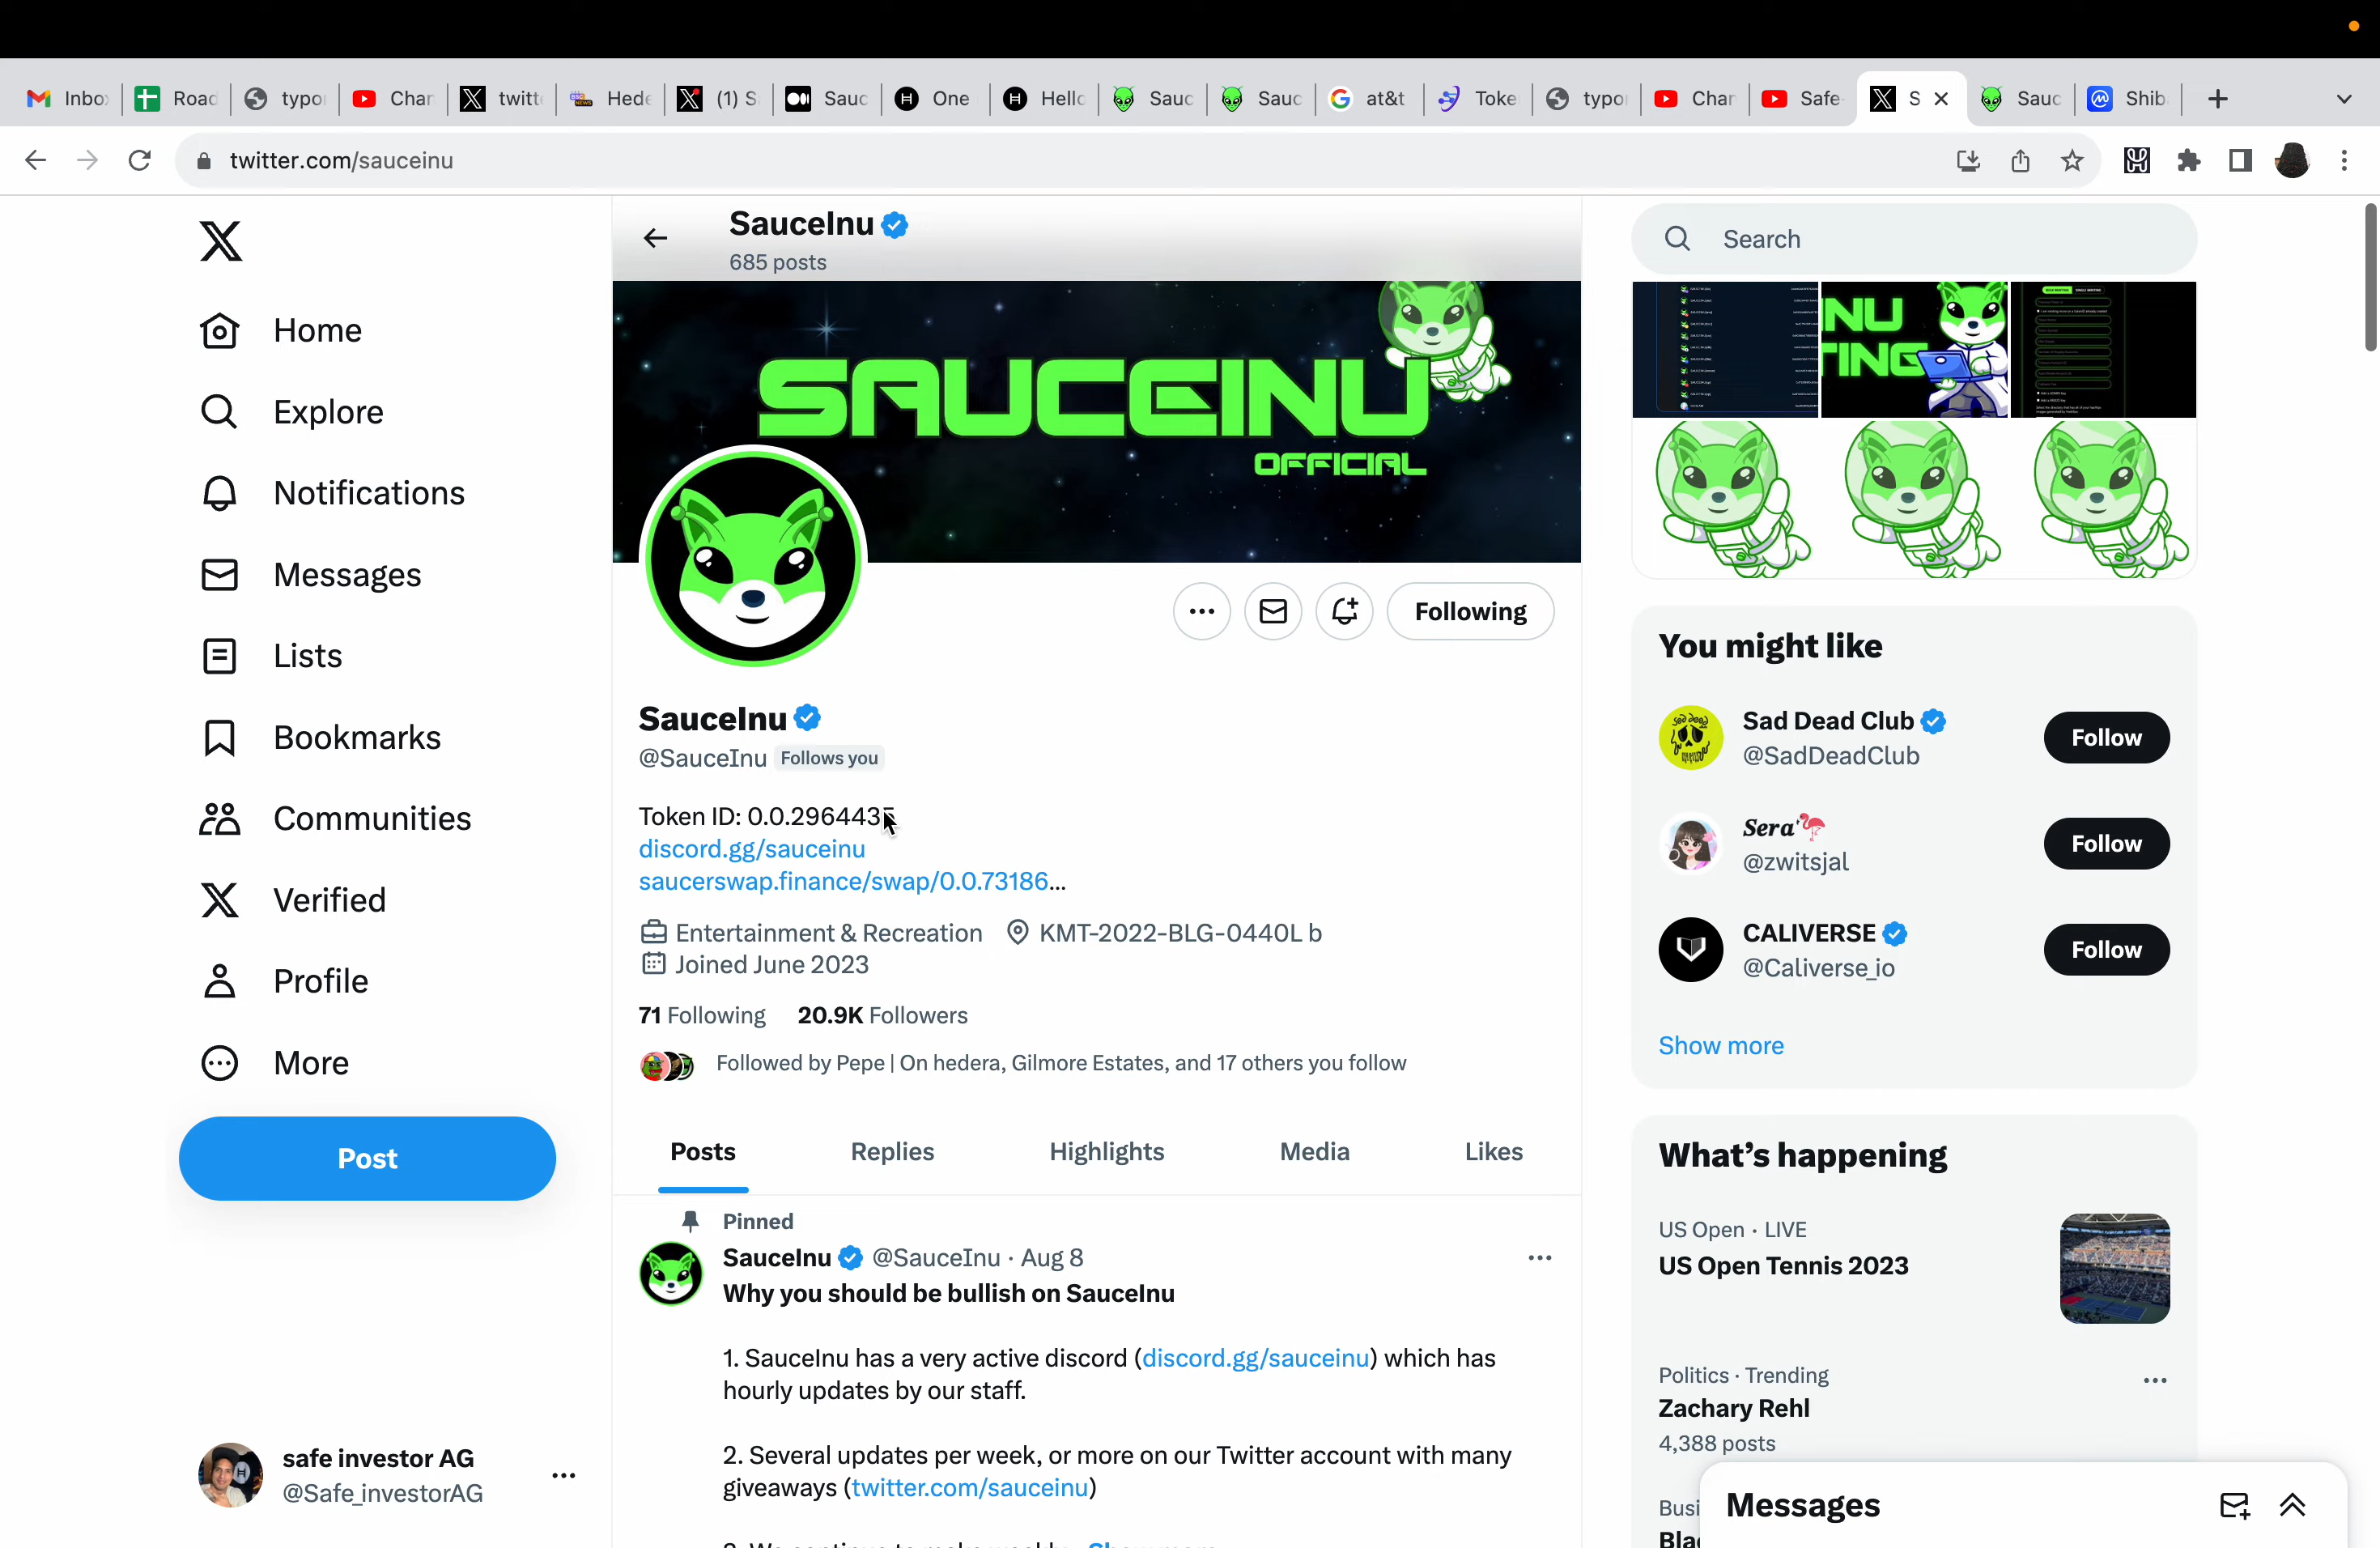 Inbo
Road
typo
Char
twitt
Hede
(1) S
Sauc
One
Hello
Sauc
Sauc
at&t
Toke
typo
Char
Safe
S
Sauc
Shib
twitter.com/sauceinu
SauceInu
685 posts
Search
SAUCEINU
OFFICIAL
Home
Explore
Notifications
Messages
Lists
Bookmarks
Communities
Verified
Profile
More
Post
safe investor AG
@Safe_investorAG
Following
SauceInu
@SauceInu Follows you
Token ID: 0.0.2964435
discord.gg/sauceinu
saucerswap.finance/swap/0.0.73186...
Entertainment & Recreation KMT-2022-BLG-0440L b
Joined June 2023
71 Following 20.9K Followers
Followed by Pepe | On hedera, Gilmore Estates, and 17 others you follow
Posts Replies Highlights Media Likes
Pinned
SauceInu @SauceInu · Aug 8
Why you should be bullish on SauceInu
1. SauceInu has a very active discord (discord.gg/sauceinu) which has
hourly updates by our staff.
2. Several updates per week, or more on our Twitter account with many
giveaways (twitter.com/sauceinu)
NU
TING
You might like
Sad Dead Club
@SadDeadClub
Follow
Sera'
@zwitsjal
Follow
CALIVERSE
@Caliverse_io
Follow
Show more
What's happening
US Open · LIVE
US Open Tennis 2023
Politics · Trending
Zachary Rehl
4,388 posts
Busi
Blac
Messages